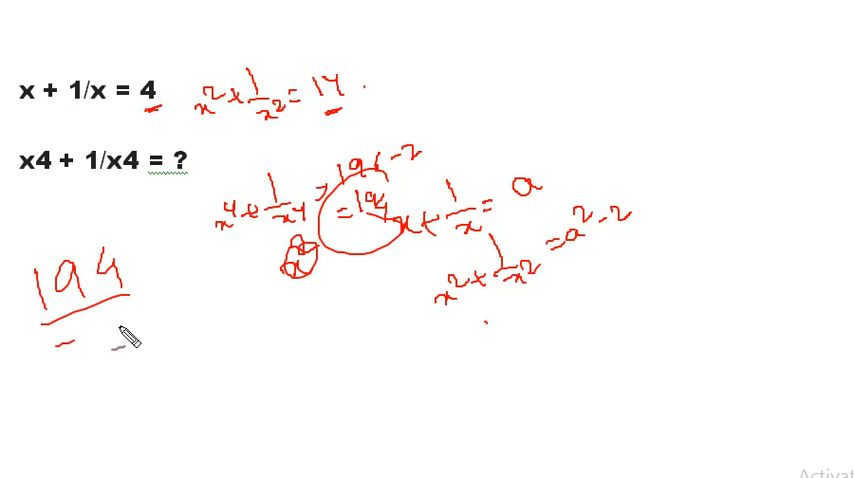 x + 1/x = 4
x² + 1/x² = 14
x4 + 1/x4 = ?
x⁴ + 1/x⁴ = 196 - 2
= 194
x + 1/x = a
x² + 1/x² = a² - 2
194
Activat